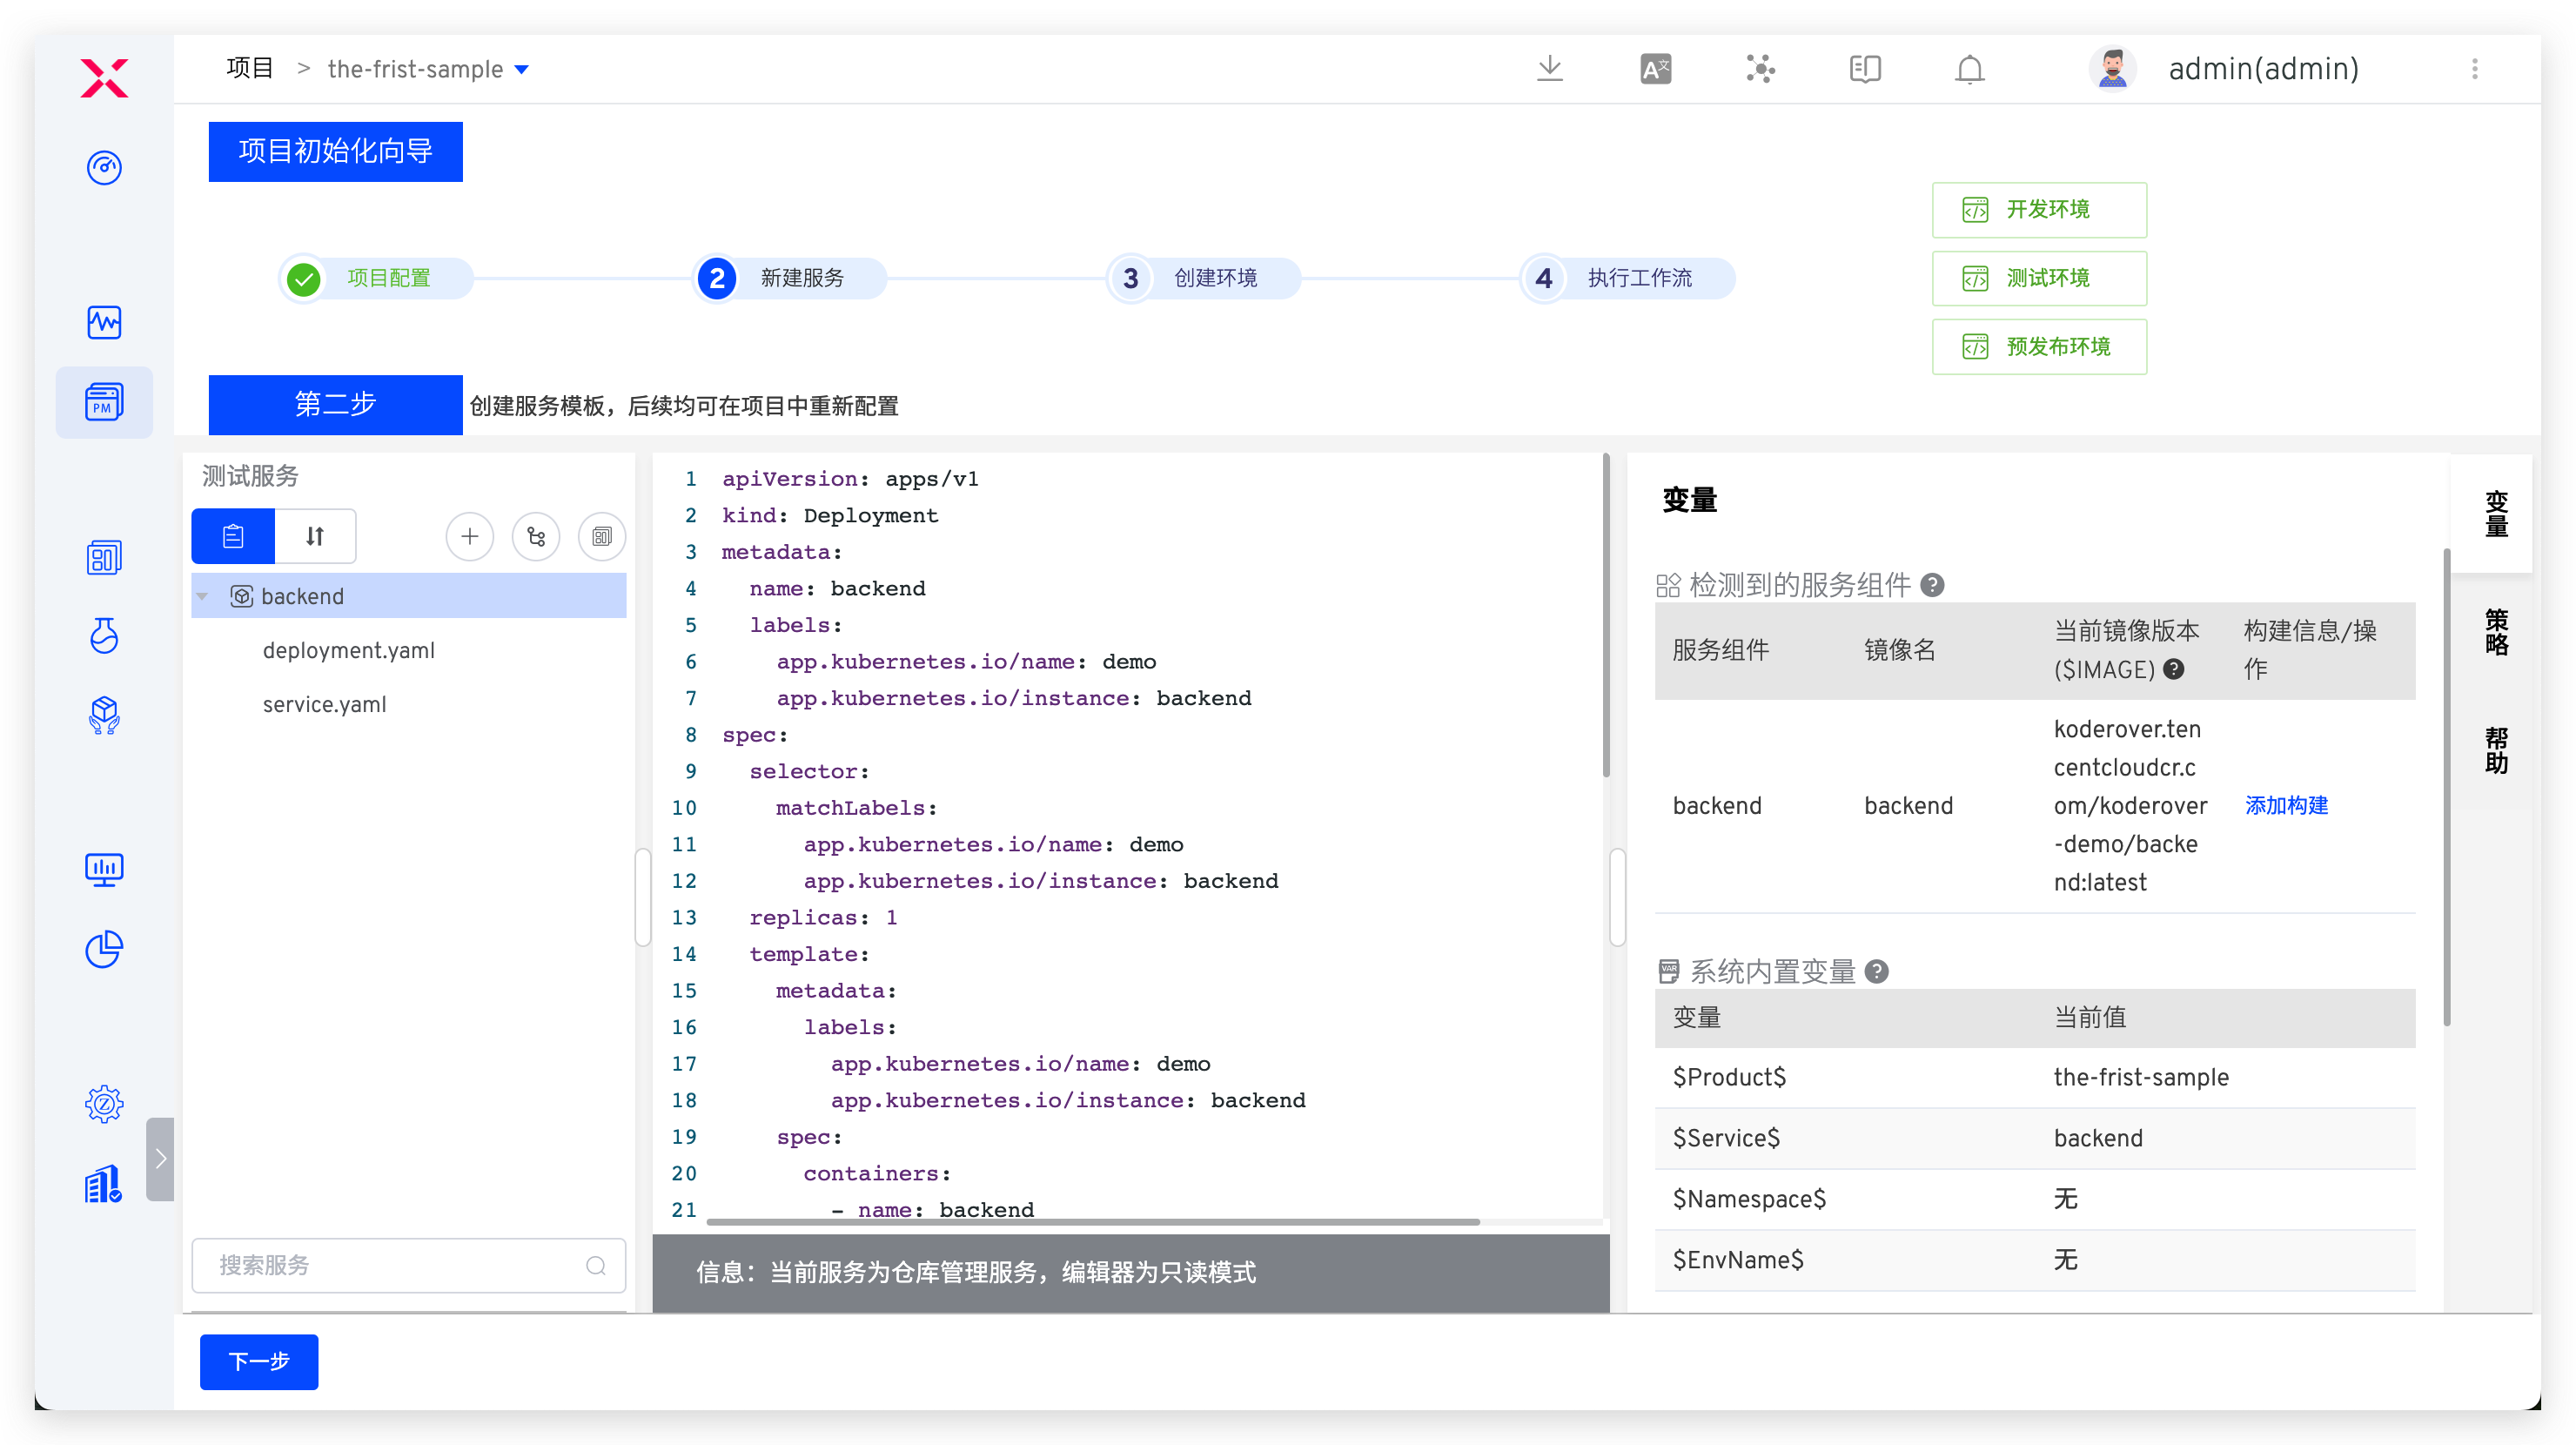 项目 > the-frist-sample
admin(admin)
项目初始化向导
项目配置
2 新建服务
3 创建环境
4 执行工作流
开发环境
测试环境
预发布环境
PM
第二步 创建服务模板，后续均可在项目中重新配置
测试服务
backend
deployment.yaml
service.yaml
搜索服务
1 apiVersion: apps/v1
2 kind: Deployment
3 metadata:
4 name: backend
5 labels:
6 app.kubernetes.io/name: demo
7 app.kubernetes.io/instance: backend
8 spec:
9 selector:
10 matchLabels:
11 app.kubernetes.io/name: demo
12 app.kubernetes.io/instance: backend
13 replicas: 1
14 template:
15 metadata:
16 labels:
17 app.kubernetes.io/name: demo
18 app.kubernetes.io/instance: backend
19 spec:
20 containers:
21 - name: backend
信息：当前服务为仓库管理服务，编辑器为只读模式
变量
检测到的服务组件 ?
服务组件 镜像名 当前镜像版本 构建信息/操
($IMAGE) ? 作
koderover.ten
centcloudcr.c
backend backend om/koderover 添加构建
-demo/backe
nd:latest
VAR 系统内置变量 ?
变量 当前值
$Product$ the-frist-sample
$Service$ backend
$Namespace$ 无
$EnvName$ 无
变量
策略
帮助
下一步